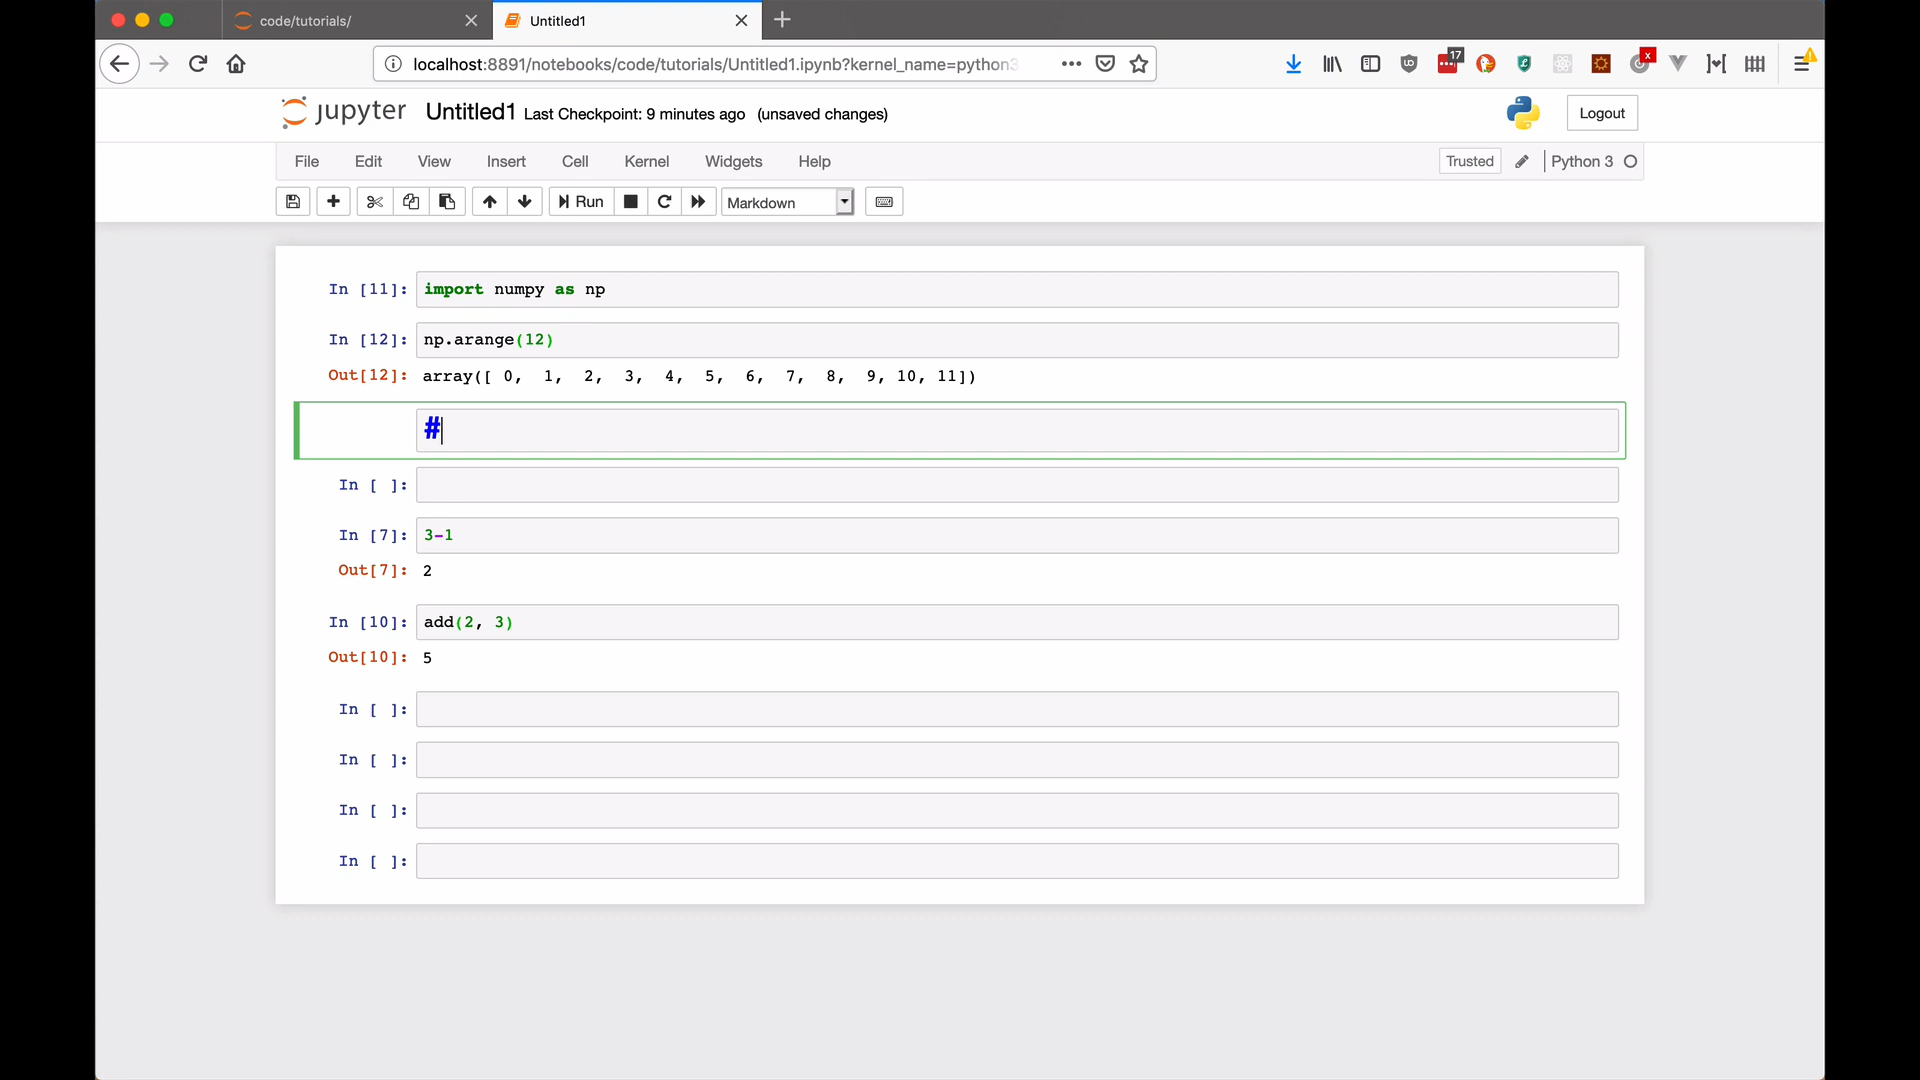 code/tutorials/
Untitled1
localhost:8891/notebooks/code/tutorials/Untitled1.ipynb?kernel_name=python3
17
x
jupyter Untitled1 Last Checkpoint: 9 minutes ago (unsaved changes)
Logout
File Edit View Insert Cell Kernel Widgets Help
Trusted Python 3
Run Markdown
In [11]: import numpy as np
In [12]: np.arange(12)
Out[12]: array([ 0, 1, 2, 3, 4, 5, 6, 7, 8, 9, 10, 11])
#
In [ ]:
In [7]: 3-1
Out[7]: 2
In [10]: add(2, 3)
Out[10]: 5
In [ ]:
In [ ]:
In [ ]:
In [ ]: